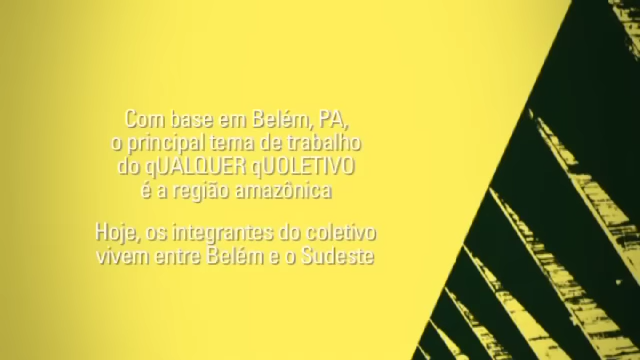 Com base em Belém, PA,
o principal tema de trabalho
do qUALQUER qUOLETIVO
é a região amazônica
Hoje, os integrantes do coletivo
vivem entre Belém e o Sudeste